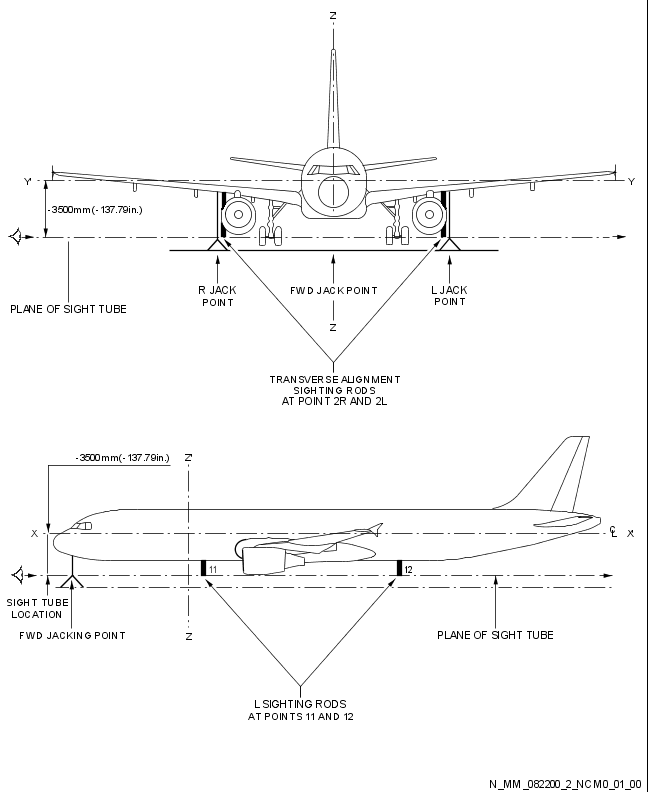 Z
Y'
Y
-3500mm(-137.79in.)
PLANE OF SIGHT TUBE
R JACK
POINT
FWD JACK POINT
L JACK
POINT
Z
TRANSVERSE ALIGNMENT
SIGHTING RODS
AT POINT 2R AND 2L
-3500mm(-137.79in.)
Z'
X
℄
X'
11
12
SIGHT TUBE
LOCATION
FWD JACKING POINT
Z
PLANE OF SIGHT TUBE
L SIGHTING RODS
AT POINTS 11 AND 12
N_MM_082200_2_NCM0_01_00